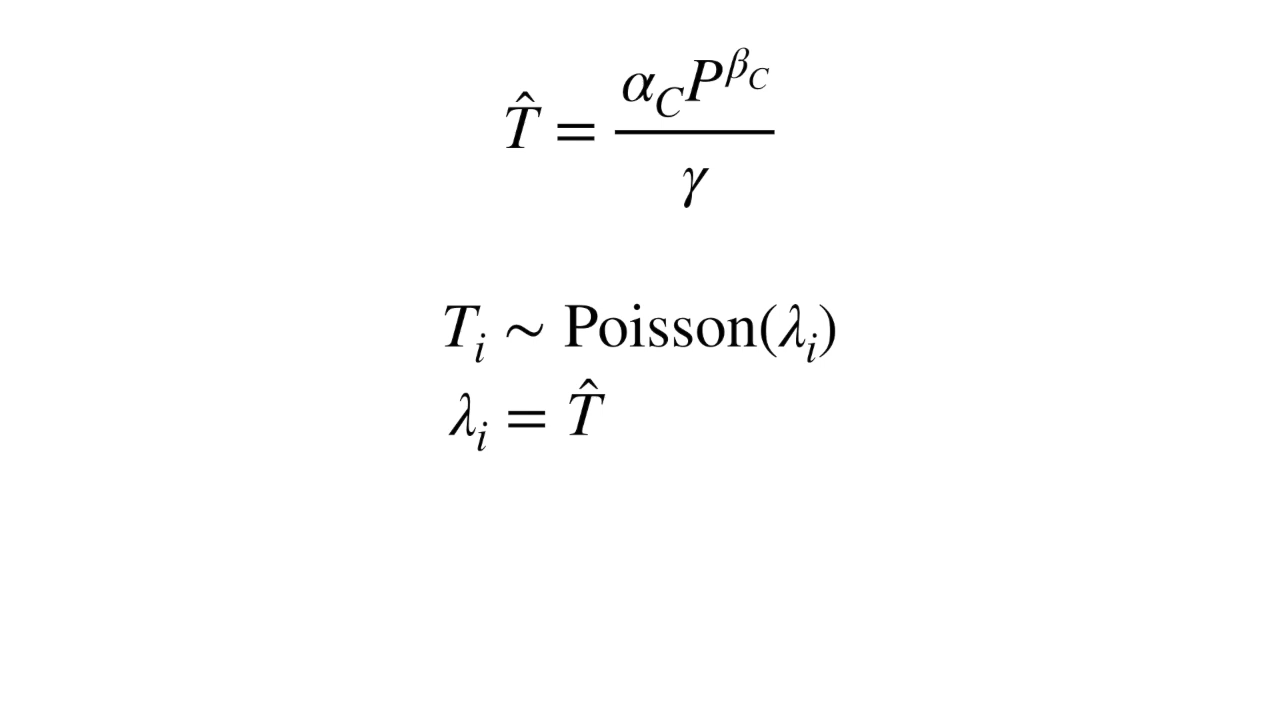 T̂ = α_C P^{β_C} / γ
T_i ~ Poisson(λ_i)
λ_i = T̂